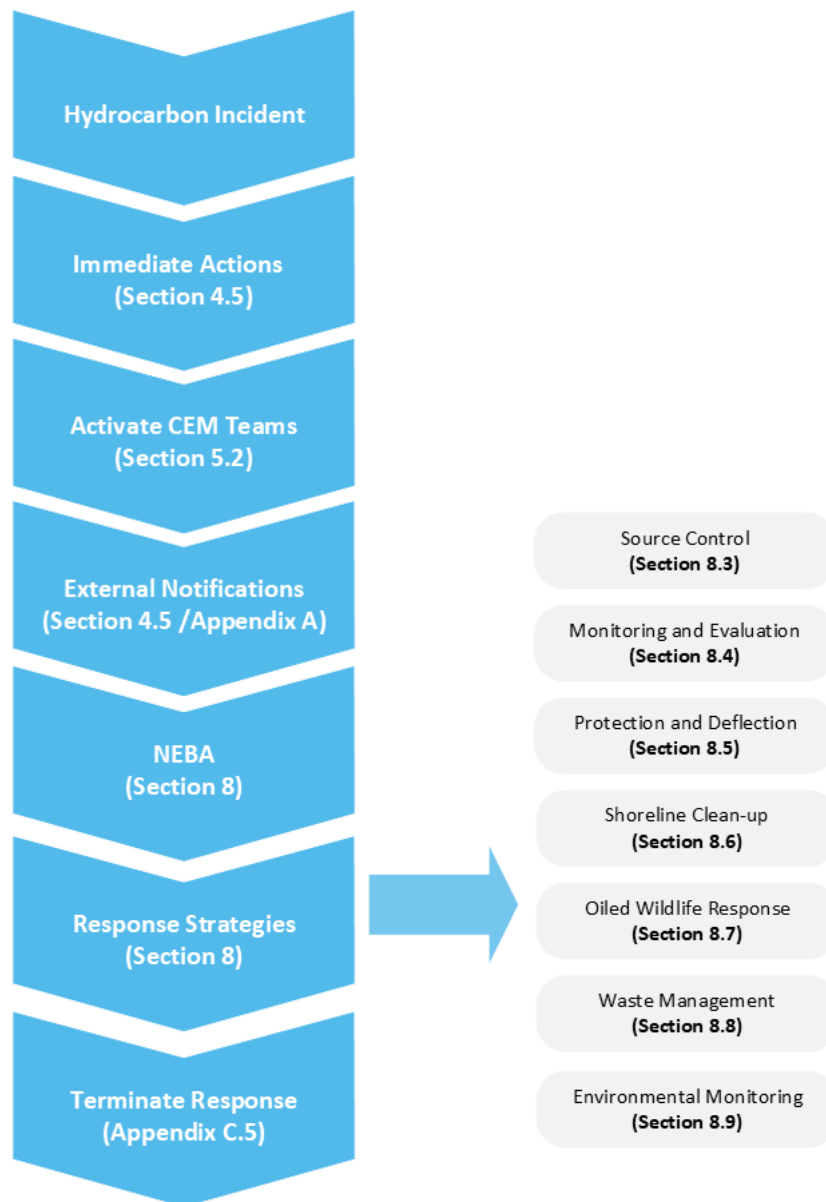 Hydrocarbon Incident
Immediate Actions
(Section 4.5)
Activate CEM Teams
(Section 5.2)
External Notifications
(Section 4.5 /Appendix A)
NEBA
(Section 8)
Response Strategies
(Section 8)
Terminate Response
(Appendix C.5)
Source Control
(Section 8.3)
Monitoring and Evaluation
(Section 8.4)
Protection and Deflection
(Section 8.5)
Shoreline Clean-up
(Section 8.6)
Oiled Wildlife Response
(Section 8.7)
Waste Management
(Section 8.8)
Environmental Monitoring
(Section 8.9)